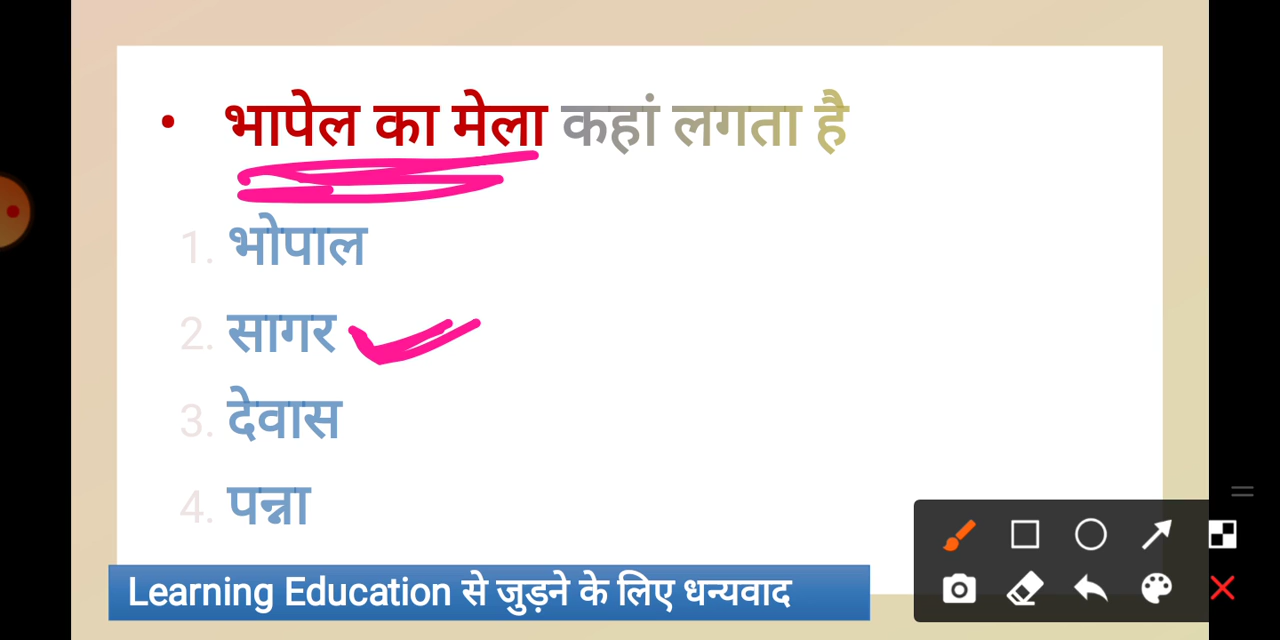 • भापेल का मेला कहां लगता है
1. भोपाल
2. सागर
3. देवास
4. पन्ना
Learning Education से जुड़ने के लिए धन्यवाद